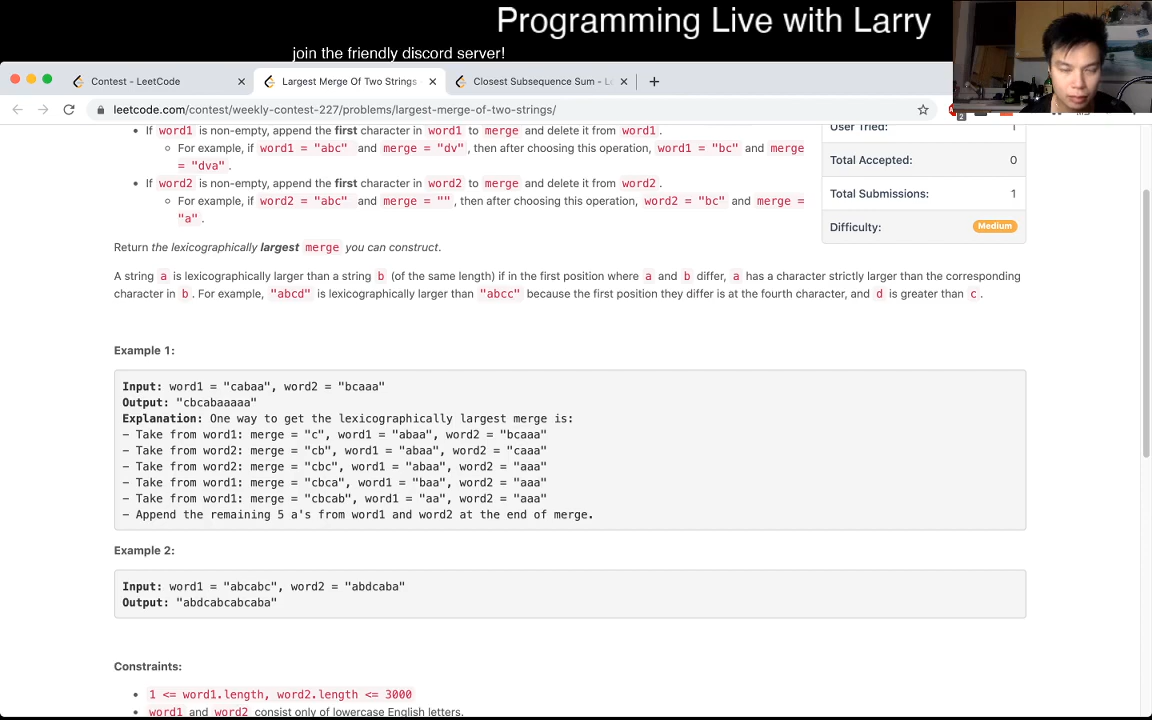 Programming Live with Larry
join the friendly discord server!
Contest - LeetCode
Largest Merge Of Two Strings
Closest Subsequence Sum - L
leetcode.com/contest/weekly-contest-227/problems/largest-merge-of-two-strings/
2
If word1 is non-empty, append the first character in word1 to merge and delete it from word1.
For example, if word1 = "abc" and merge = "dv", then after choosing this operation, word1 = "bc" and merge
= "dva".
If word2 is non-empty, append the first character in word2 to merge and delete it from word2.
For example, if word2 = "abc" and merge = "", then after choosing this operation, word2 = "bc" and merge =
"a".
Return the lexicographically largest merge you can construct.
A string a is lexicographically larger than a string b (of the same length) if in the first position where a and b differ, a has a character strictly larger than the corresponding
character in b. For example, "abcd" is lexicographically larger than "abcc" because the first position they differ is at the fourth character, and d is greater than c.
User Tried: 1
Total Accepted: 0
Total Submissions: 1
Difficulty: Medium
Example 1:
Input: word1 = "cabaa", word2 = "bcaaa"
Output: "cbcabaaaaa"
Explanation: One way to get the lexicographically largest merge is:
- Take from word1: merge = "c", word1 = "abaa", word2 = "bcaaa"
- Take from word2: merge = "cb", word1 = "abaa", word2 = "caaa"
- Take from word2: merge = "cbc", word1 = "abaa", word2 = "aaa"
- Take from word1: merge = "cbca", word1 = "baa", word2 = "aaa"
- Take from word1: merge = "cbcab", word1 = "aa", word2 = "aaa"
- Append the remaining 5 a's from word1 and word2 at the end of merge.
Example 2:
Input: word1 = "abcabc", word2 = "abdcaba"
Output: "abdcabcabcaba"
Constraints:
1 <= word1.length, word2.length <= 3000
word1 and word2 consist only of lowercase English letters.